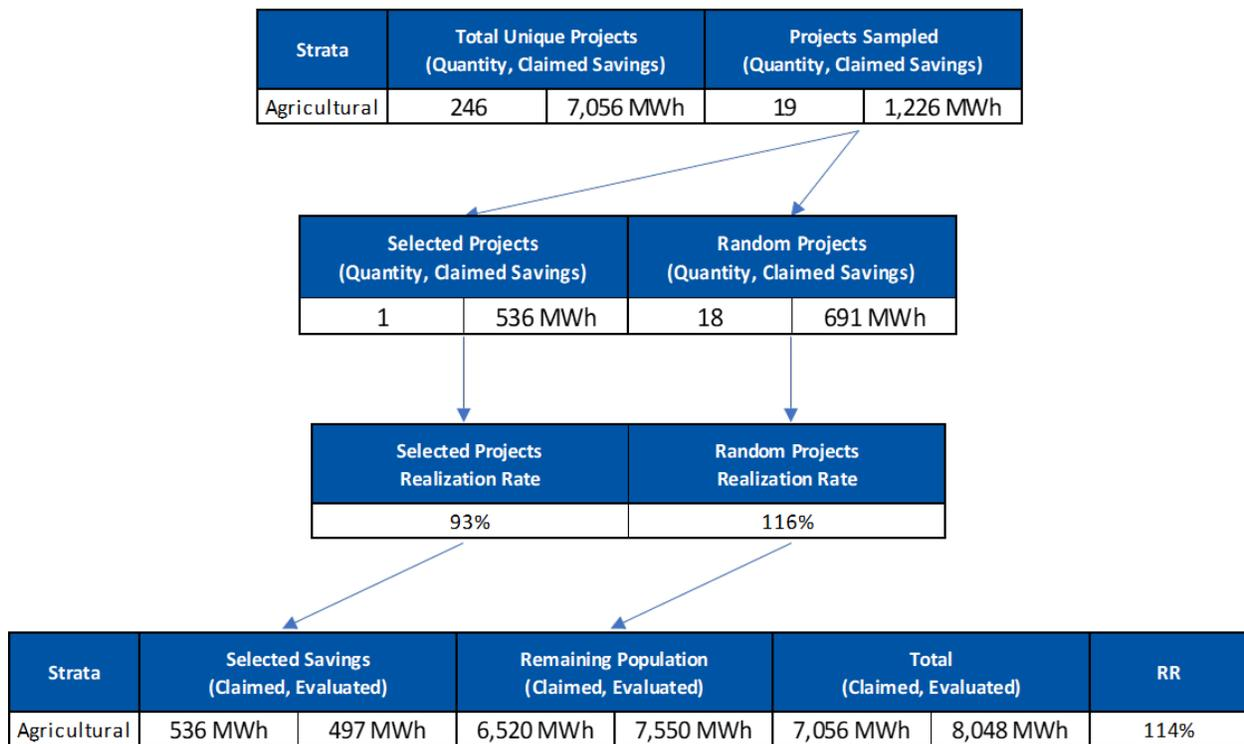 Strata
Total Unique Projects
(Quantity, Claimed Savings)
Projects Sampled
(Quantity, Claimed Savings)
Agricultural 246 7,056 MWh 19 1,226 MWh
Selected Projects
(Quantity, Claimed Savings)
Random Projects
(Quantity, Claimed Savings)
1 536 MWh 18 691 MWh
Selected Projects
Realization Rate
Random Projects
Realization Rate
93% 116%
Strata
Selected Savings
(Claimed, Evaluated)
Remaining Population
(Claimed, Evaluated)
Total
(Claimed, Evaluated)
RR
Agricultural 536 MWh 497 MWh 6,520 MWh 7,550 MWh 7,056 MWh 8,048 MWh 114%